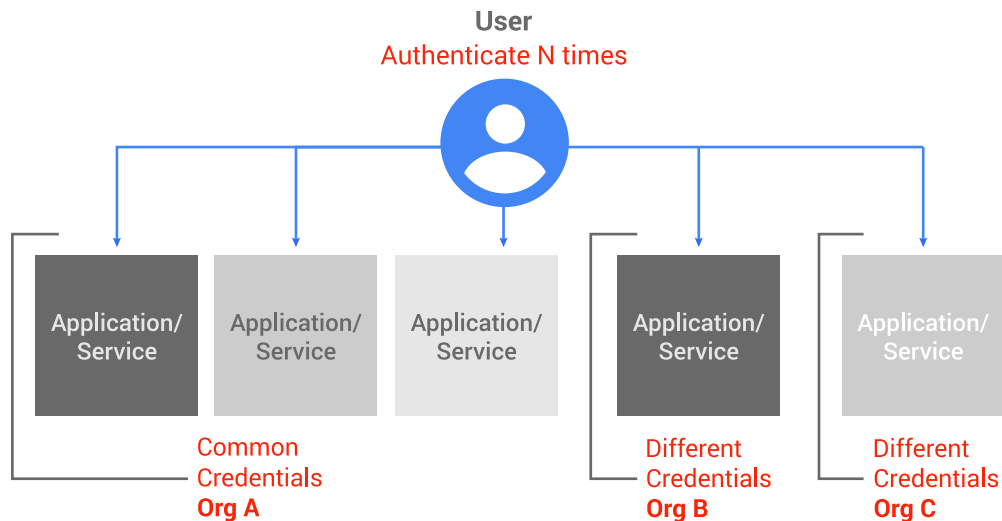 User
Authenticate N times
Application/
Service
Application/
Service
Application/
Service
Application/
Service
Application/
Service
Common
Credentials
Org A
Different
Credentials
Org B
Different
Credentials
Org C